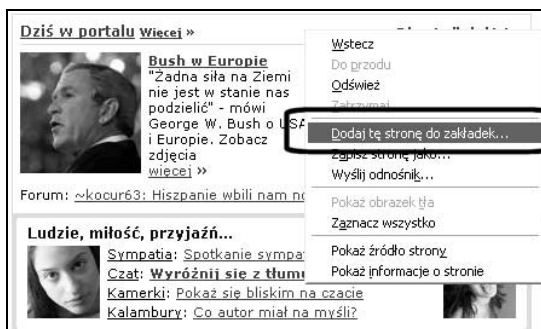 Dziś w portalu Więcej »
Bush w Europie
"Żadna siła na Ziemi
nie jest w stanie nas
podzielić" - mówi
George W. Bush o USA
i Europie. Zobacz
zdjęcia
więcej »
Forum: ~kocur63: Hiszpanie wbili nam
Ludzie, miłość, przyjaźń...
Sympatia: Spotkanie
Czat: Wyróżnij się z
Kamerki: Pokaż się bliskim na czacie
Kalambury: Co autor miał na myśli?
Wstecz
Do przodu
Odśwież
Zatrzymaj
Dodaj tę stronę do zakładek...
Zapisz stronę jako...
Wyślij odnośnik...
Pokaż obrazek tła
Zaznacz wszystko
Pokaż źródło strony
Pokaż informacje o stronie